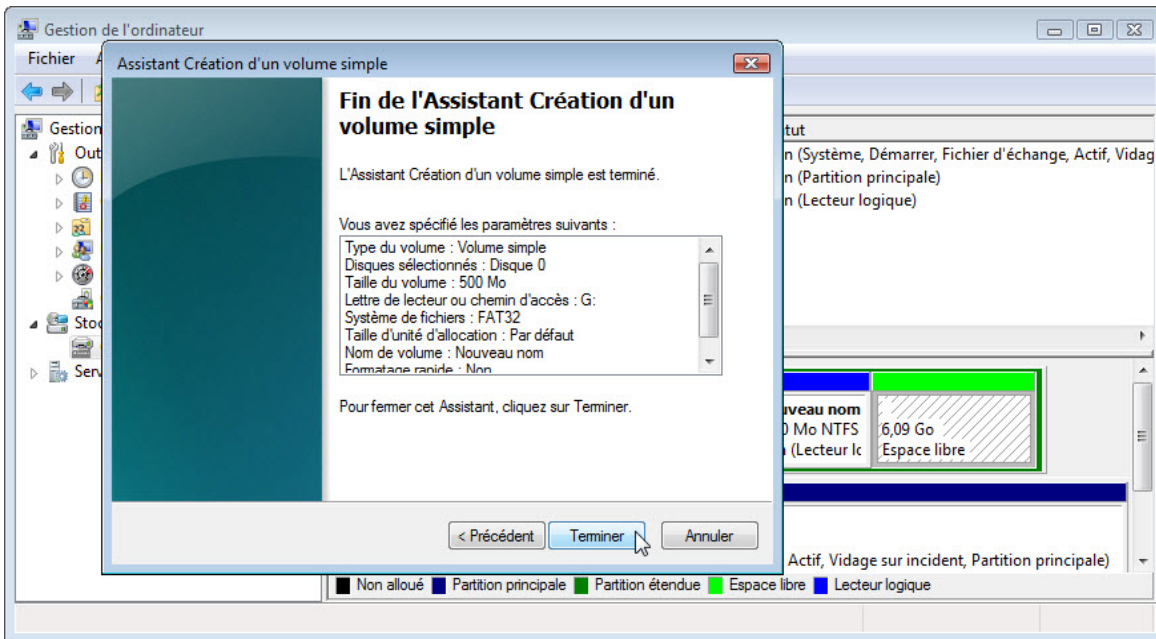 Gestion de l'ordinateur
Fichier
Assistant Création d'un volume simple
Fin de l'Assistant Création d'un
volume simple
L'Assistant Création d'un volume simple est terminé.
Vous avez spécifié les paramètres suivants :
Type du volume : Volume simple
Disques sélectionnés : Disque 0
Taille du volume : 500 Mo
Lettre de lecteur ou chemin d'accès : G:
Système de fichiers : FAT32
Taille d'unité d'allocation : Par défaut
Nom de volume : Nouveau nom
Formatage rapide : Non
Pour fermer cet Assistant, cliquez sur Terminer.
< Précédent
Terminer
Annuler
Gestion
Out
Stoc
Serv
tut
n (Système, Démarrer, Fichier d'échange, Actif, Vidag
n (Partition principale)
n (Lecteur logique)
uveau nom
0 Mo NTFS
(Lecteur lc
6,09 Go
Espace libre
Actif, Vidage sur incident, Partition principale)
Non alloué
Partition principale
Partition étendue
Espace libre
Lecteur logique